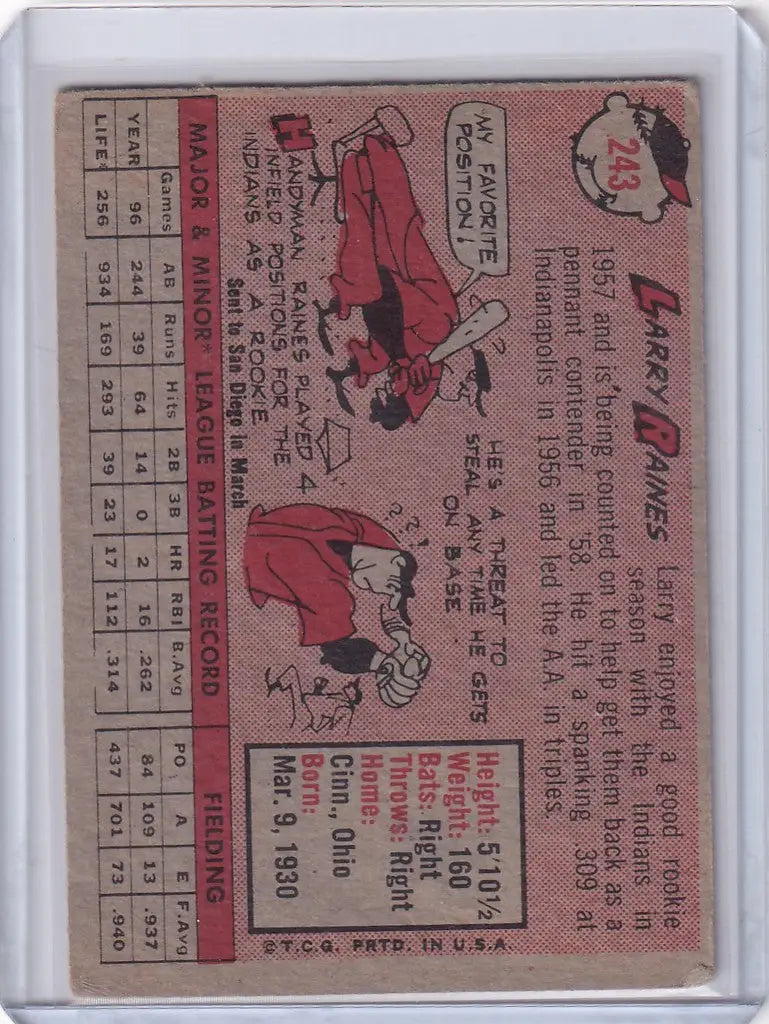 243
LARRY RAINES
Larry enjoyed a good rookie
season with the Indians in
1957 and is being counted on to help get them back as a
pennant contender in '58. He hit a spanking .309 at
Indianapolis in 1956 and led the A.A. in triples.
MY FAVORITE
POSITION!
HANDYMAN RAINES PLAYED 4
INFIELD POSITIONS FOR THE
INDIANS AS A ROOKIE
Sent to San Diego in March
HE'S A THREAT TO
STEAL ANY TIME HE GETS
ON BASE
? ? !
Height: 5'10½
Weight: 160
Bats: Right
Throws: Right
Home:
Cinn., Ohio
Born:
Mar. 9, 1930
©T.C.G. PRTD. IN U.S.A.
MAJOR & MINOR* LEAGUE BATTING RECORD FIELDING
Games AB Runs Hits 2B 3B HR RBI B.Avg PO A E F.Avg
YEAR 96 244 39 64 14 0 2 16 .262 84 109 13 .937
LIFE* 256 934 169 293 39 23 17 112 .314 437 701 73 .940